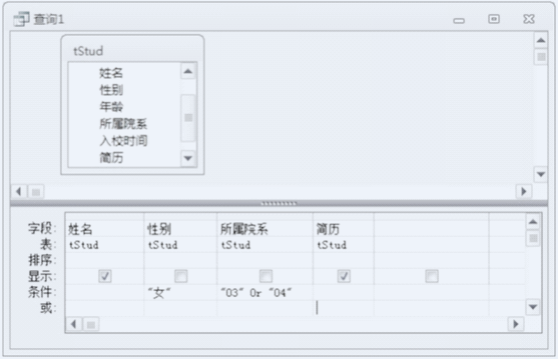 查询1
tStud
姓名
性别
年龄
所属院系
入校时间
简历
字段: 姓名 性别 所属院系 简历
表: tStud tStud tStud tStud
排序:
显示:
条件: "女" "03" Or "04"
或: